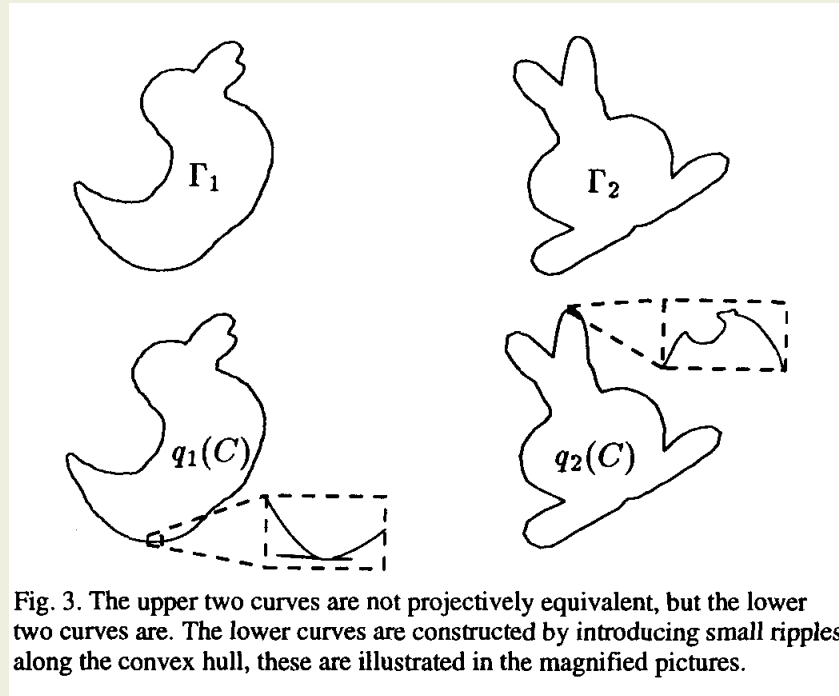 Γ₁
Γ₂
q₁(C)
q₂(C)
Fig. 3. The upper two curves are not projectively equivalent, but the lower
two curves are. The lower curves are constructed by introducing small ripples
along the convex hull, these are illustrated in the magnified pictures.